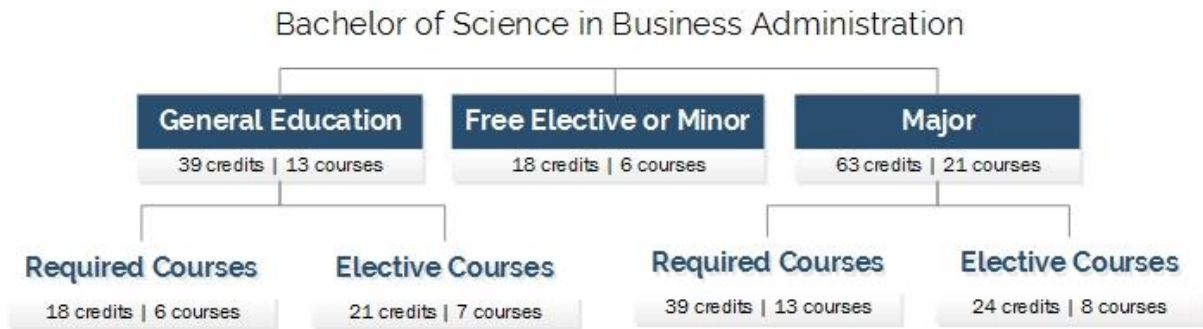 Bachelor of Science in Business Administration
General Education
39 credits | 13 courses
Free Elective or Minor
18 credits | 6 courses
Major
63 credits | 21 courses
Required Courses
18 credits | 6 courses
Elective Courses
21 credits | 7 courses
Required Courses
39 credits | 13 courses
Elective Courses
24 credits | 8 courses